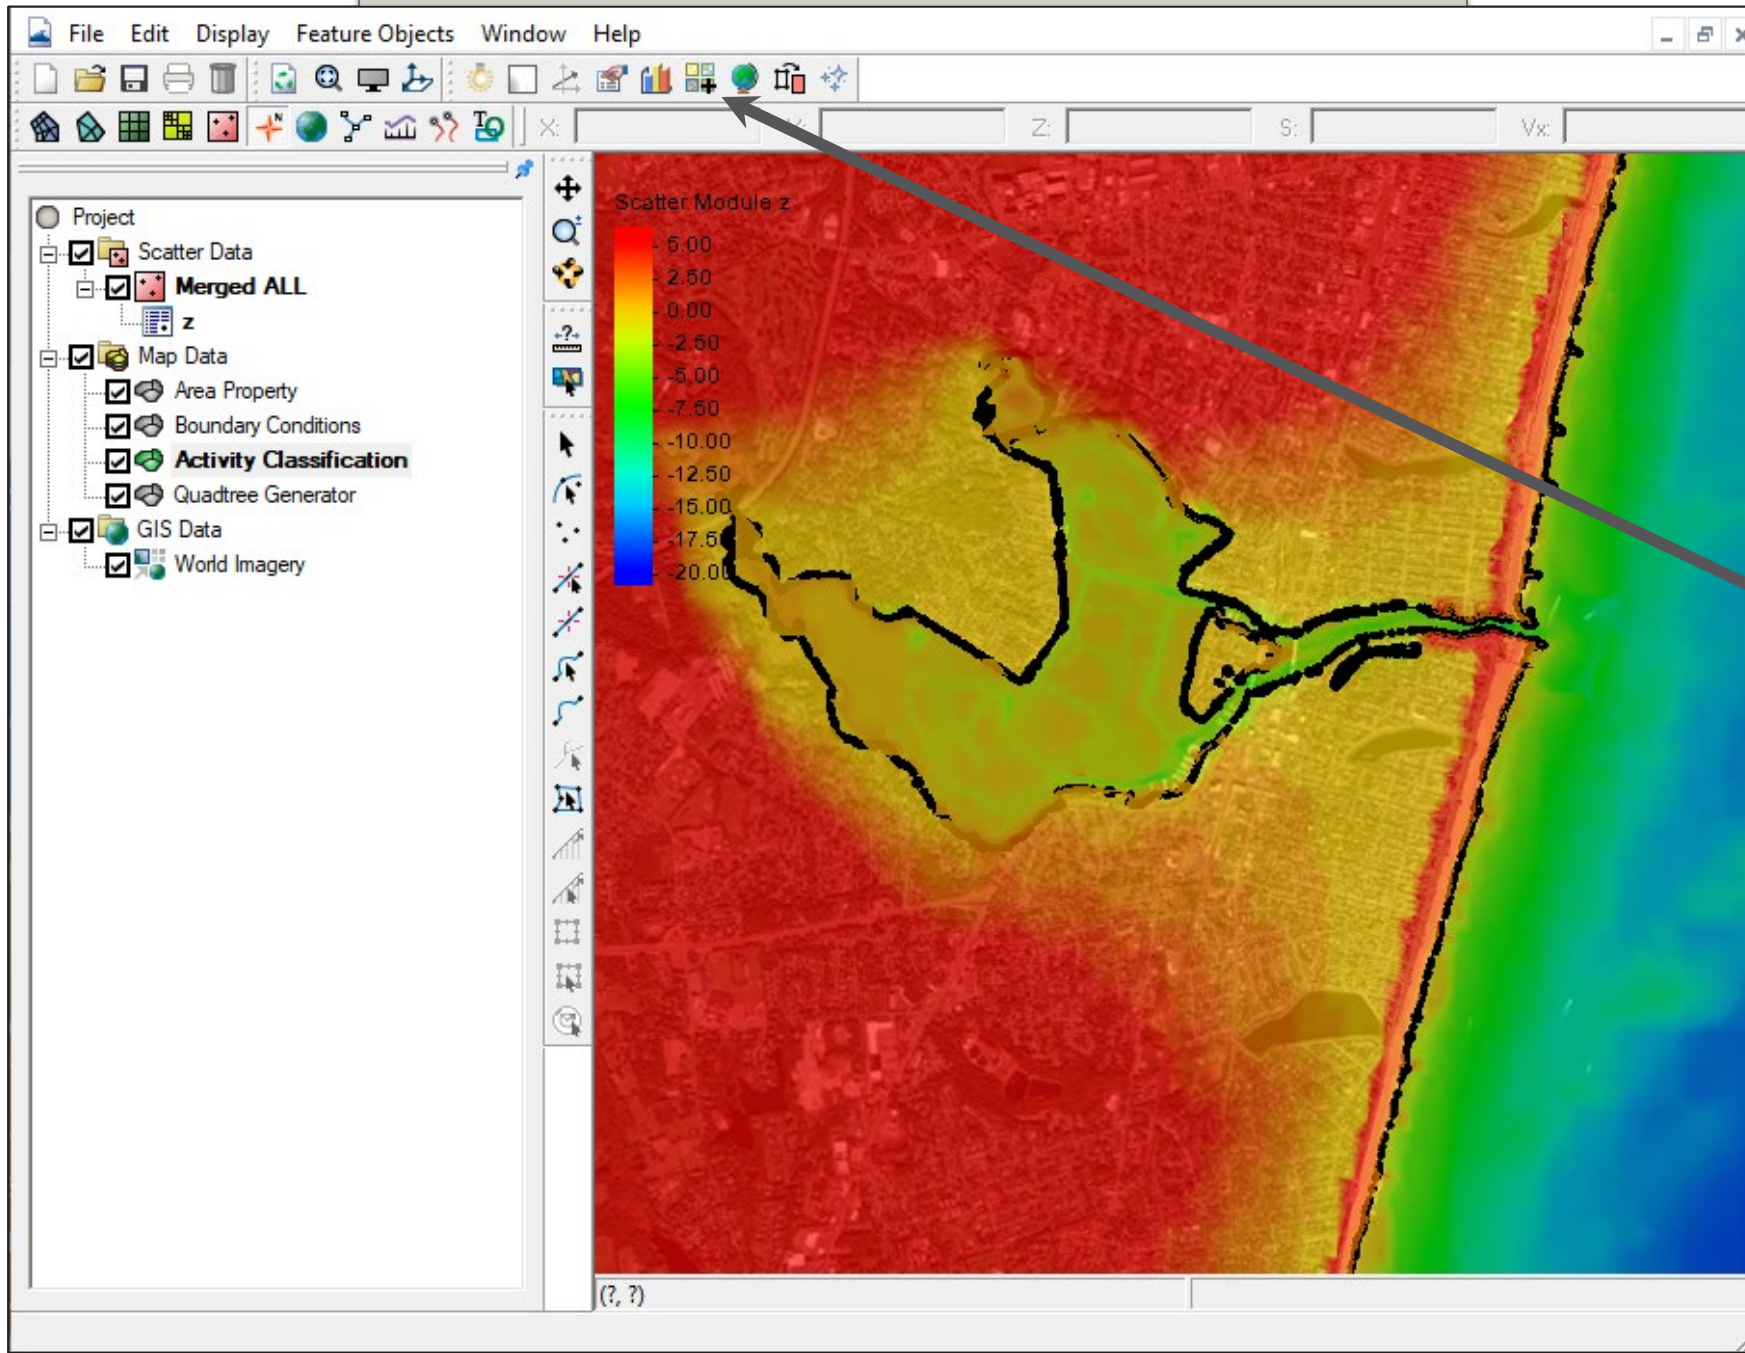 File Edit Display Feature Objects Window Help
X: Z: S: Vx:
Project
Scatter Data
Merged ALL
z
Map Data
Area Property
Boundary Conditions
Activity Classification
Quadtree Generator
GIS Data
World Imagery
Scatter Module z
5.00
2.50
0.00
-2.50
-5.00
-7.50
-10.00
-12.50
-15.00
-17.50
-20.00
(?, ?)